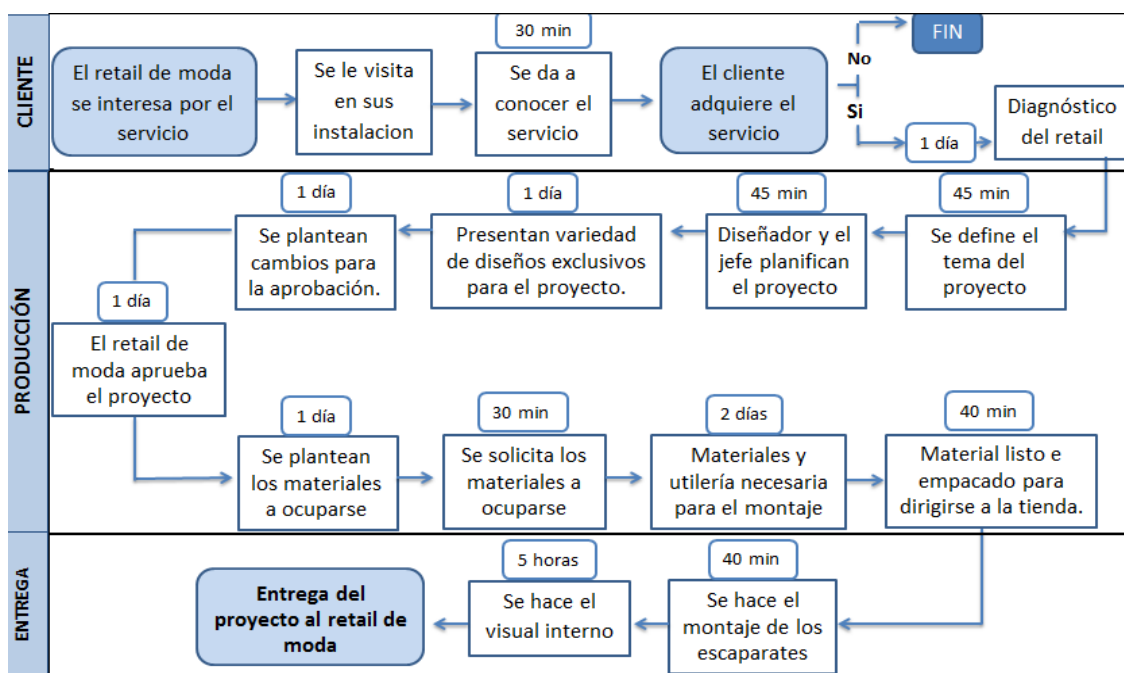 CLIENTE
El retail de moda
se interesa por el
servicio
Se le visita
en sus
instalacion
30 min
Se da a
conocer el
servicio
El cliente
adquiere el
servicio
No
FIN
Si
1 día
Diagnóstico
del retail
PRODUCCIÓN
45 min
Se define el
tema del
proyecto
45 min
Diseñador y el
jefe planifican
el proyecto
1 día
Presentan variedad
de diseños exclusivos
para el proyecto.
1 día
Se plantean
cambios para
la aprobación.
1 día
El retail de
moda aprueba
el proyecto
1 día
Se plantean
los materiales
a ocuparse
30 min
Se solicita los
materiales a
ocuparse
2 días
Materiales y
utilería necesaria
para el montaje
40 min
Material listo e
empacado para
dirigirse a la tienda.
ENTREGA
40 min
Se hace el
montaje de los
escaparates
5 horas
Se hace el
visual interno
Entrega del
proyecto al retail de
moda